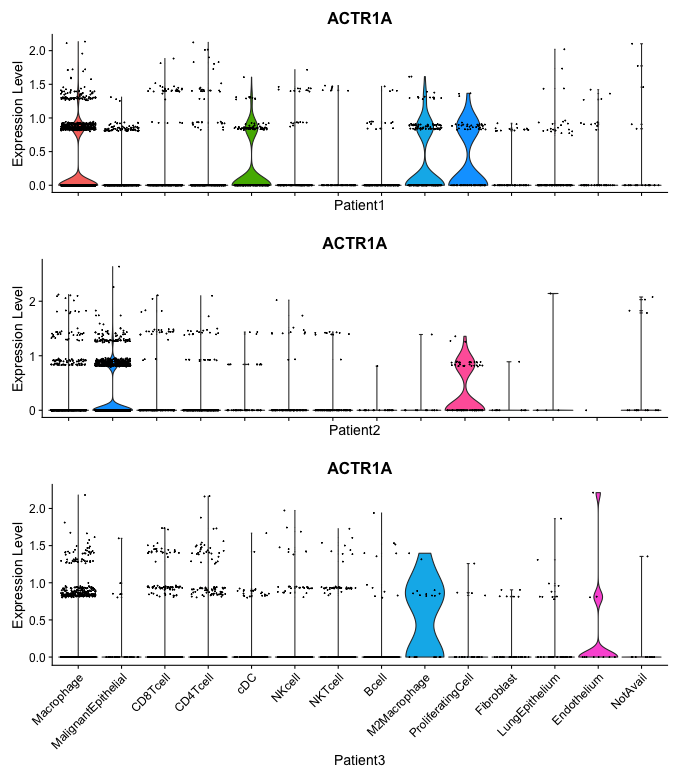 ACTR1A
Expression Level
2.0
1.5
1.0
0.5
0.0
Patient1
ACTR1A
Expression Level
2
1
0
Patient2
ACTR1A
Expression Level
2.0
1.5
1.0
0.5
0.0
Macrophage
MalignantEpithelial
CD8Tcell
CD4Tcell
cDC
NKcell
NKTcell
Bcell
M2Macrophage
ProliferatingCell
Fibroblast
LungEpithelium
Endothelium
NotAvail
Patient3